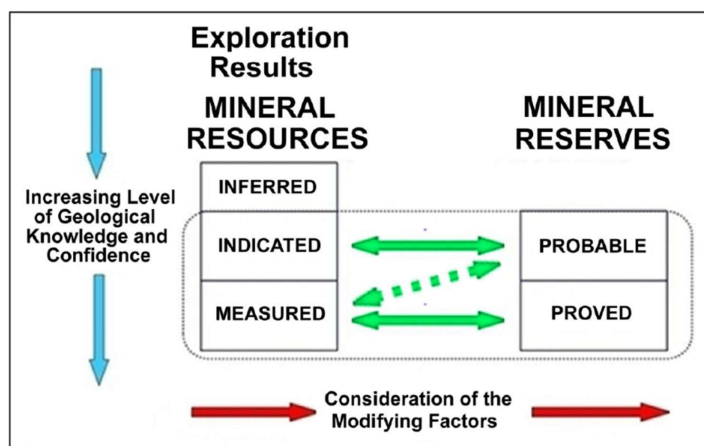 Exploration
Results
MINERAL
RESOURCES
MINERAL
RESERVES
Increasing Level
of Geological
Knowledge and
Confidence
INFERRED
INDICATED
MEASURED
PROBABLE
PROVED
Consideration of the
Modifying Factors